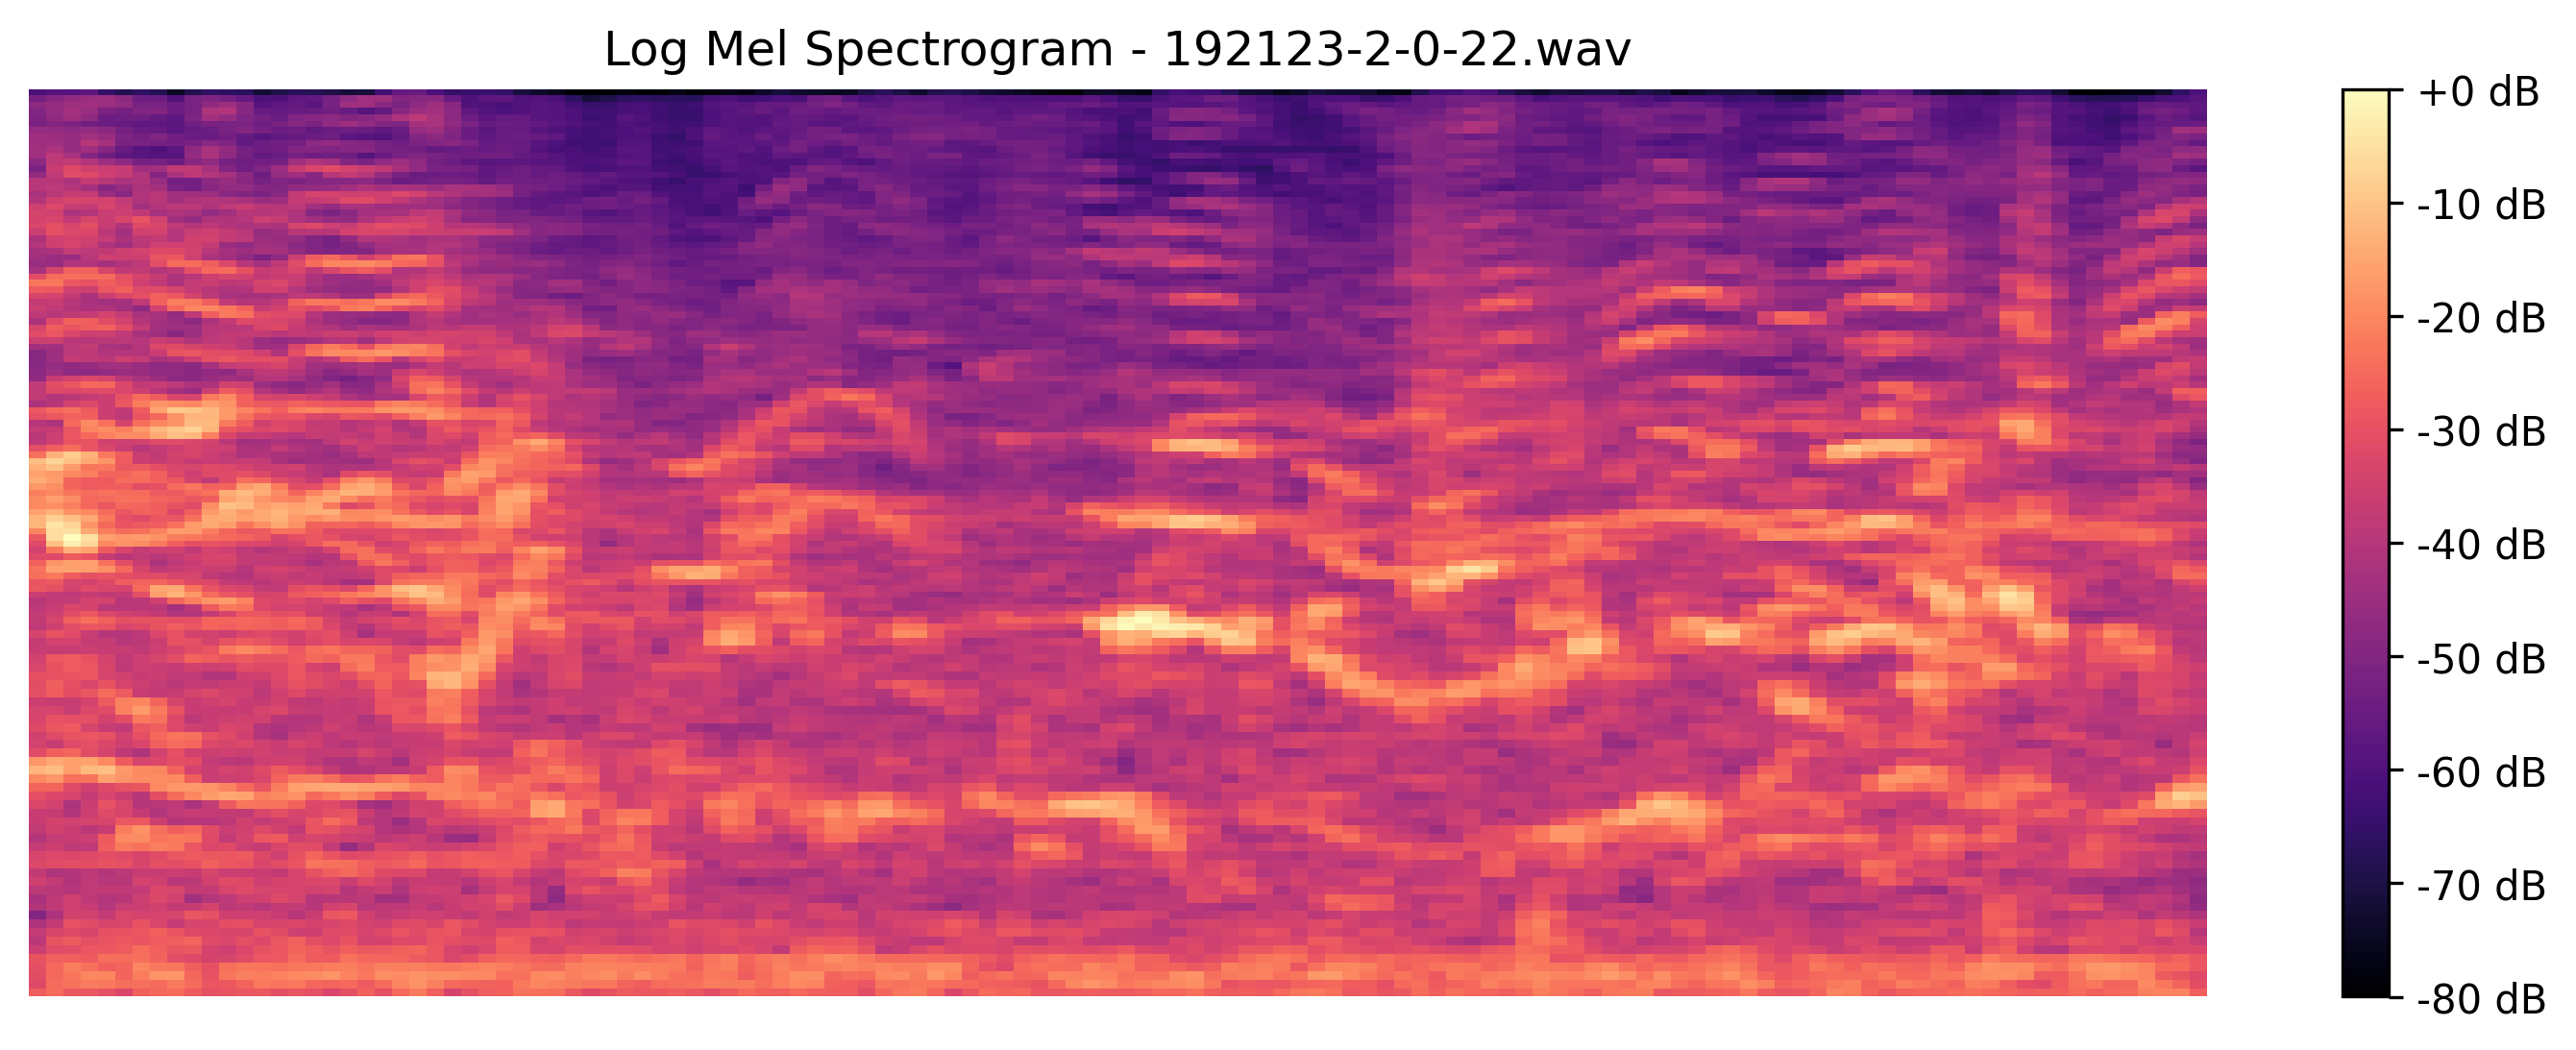 Log Mel Spectrogram - 192123-2-0-22.wav
+0 dB
-10 dB
-20 dB
-30 dB
-40 dB
-50 dB
-60 dB
-70 dB
-80 dB